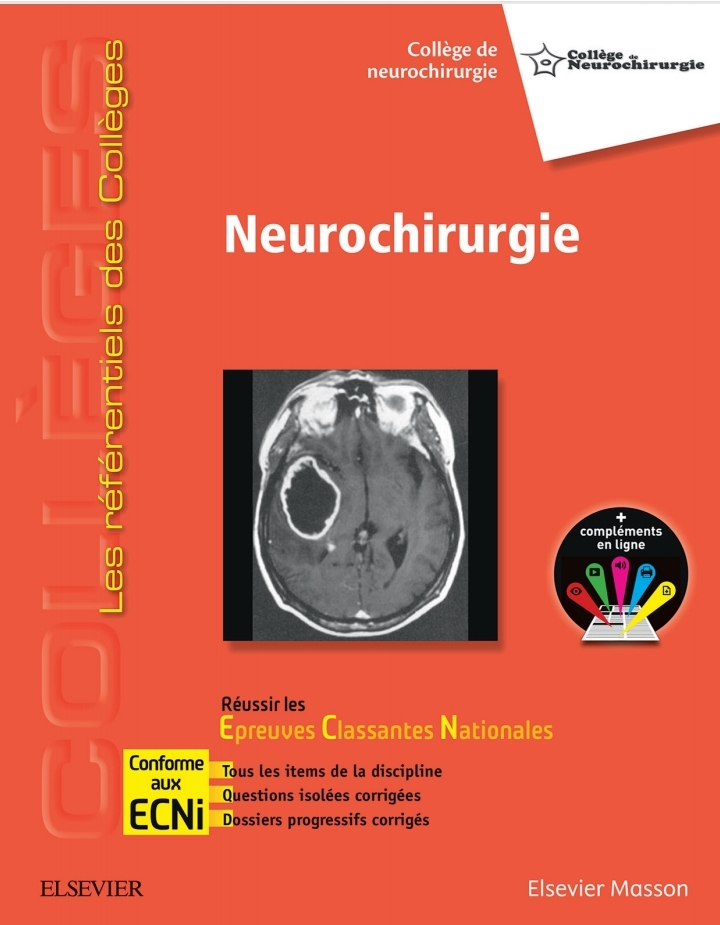 Collège de
neurochirurgie
Collège de
Neurochirurgie
COLLÈGES
Les référentiels des Collèges
Neurochirurgie
+
compléments
en ligne
Réussir les
Epreuves Classantes Nationales
Conforme
aux
ECNi
Tous les items de la discipline
Questions isolées corrigées
Dossiers progressifs corrigés
ELSEVIER
Elsevier Masson